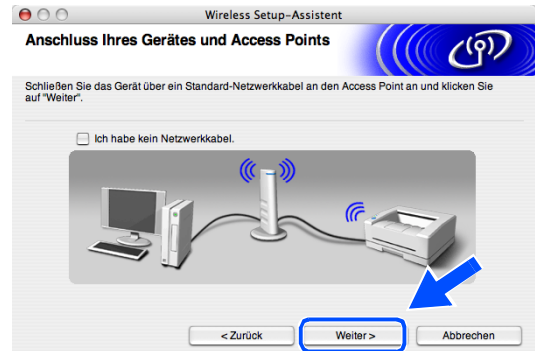 Wireless Setup-Assistent
Anschluss Ihres Gerätes und Access Points
Schließen Sie das Gerät über ein Standard-Netzwerkkabel an den Access Point an und klicken Sie
auf "Weiter".
Ich habe kein Netzwerkkabel.
< Zurück
Weiter >
Abbrechen